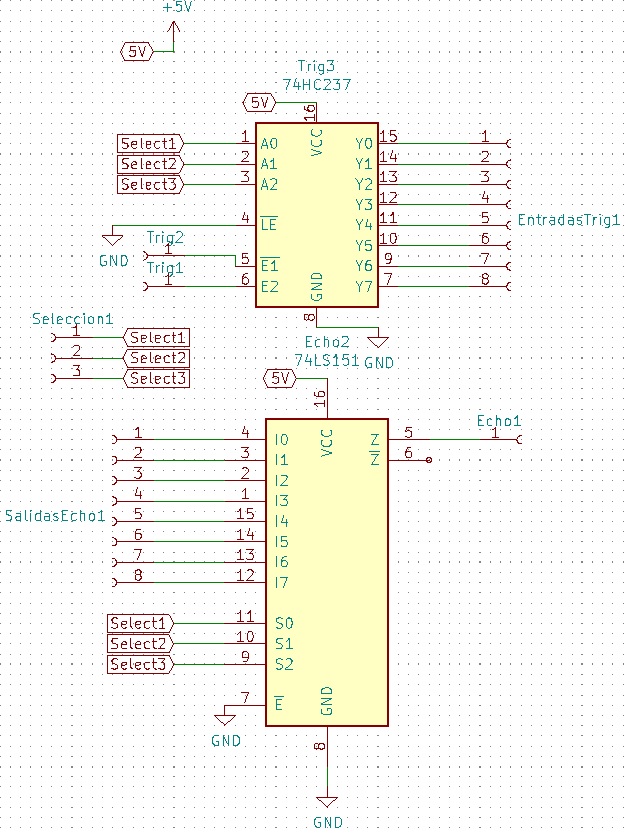 +5V
5V
Trig3
74HC237
5V
16
VCC
Select1 1 A0 Y0 15 1
Select2 2 A1 Y1 14 2
Select3 3 A2 Y2 13 3
Y3 12 4
4 LE Y4 11 5 EntradasTrig1
GND
Trig2
1
Y5 10 6
5 E1 Y6 9 7
Trig1
1 6 E2 Y7 7 8
GND
8
GND
Seleccion1
1 Select1
2 Select2
3 Select3
Echo2
74LS151
5V
16
VCC
1 4 I0 Z 5 1 Echo1
2 3 I1 Z 6
3 2 I2
4 1 I3
SalidasEcho1
5 15 I4
6 14 I5
7 13 I6
8 12 I7
Select1 11 S0
Select2 10 S1
Select3 9 S2
7 E
GND
GND
8
GND